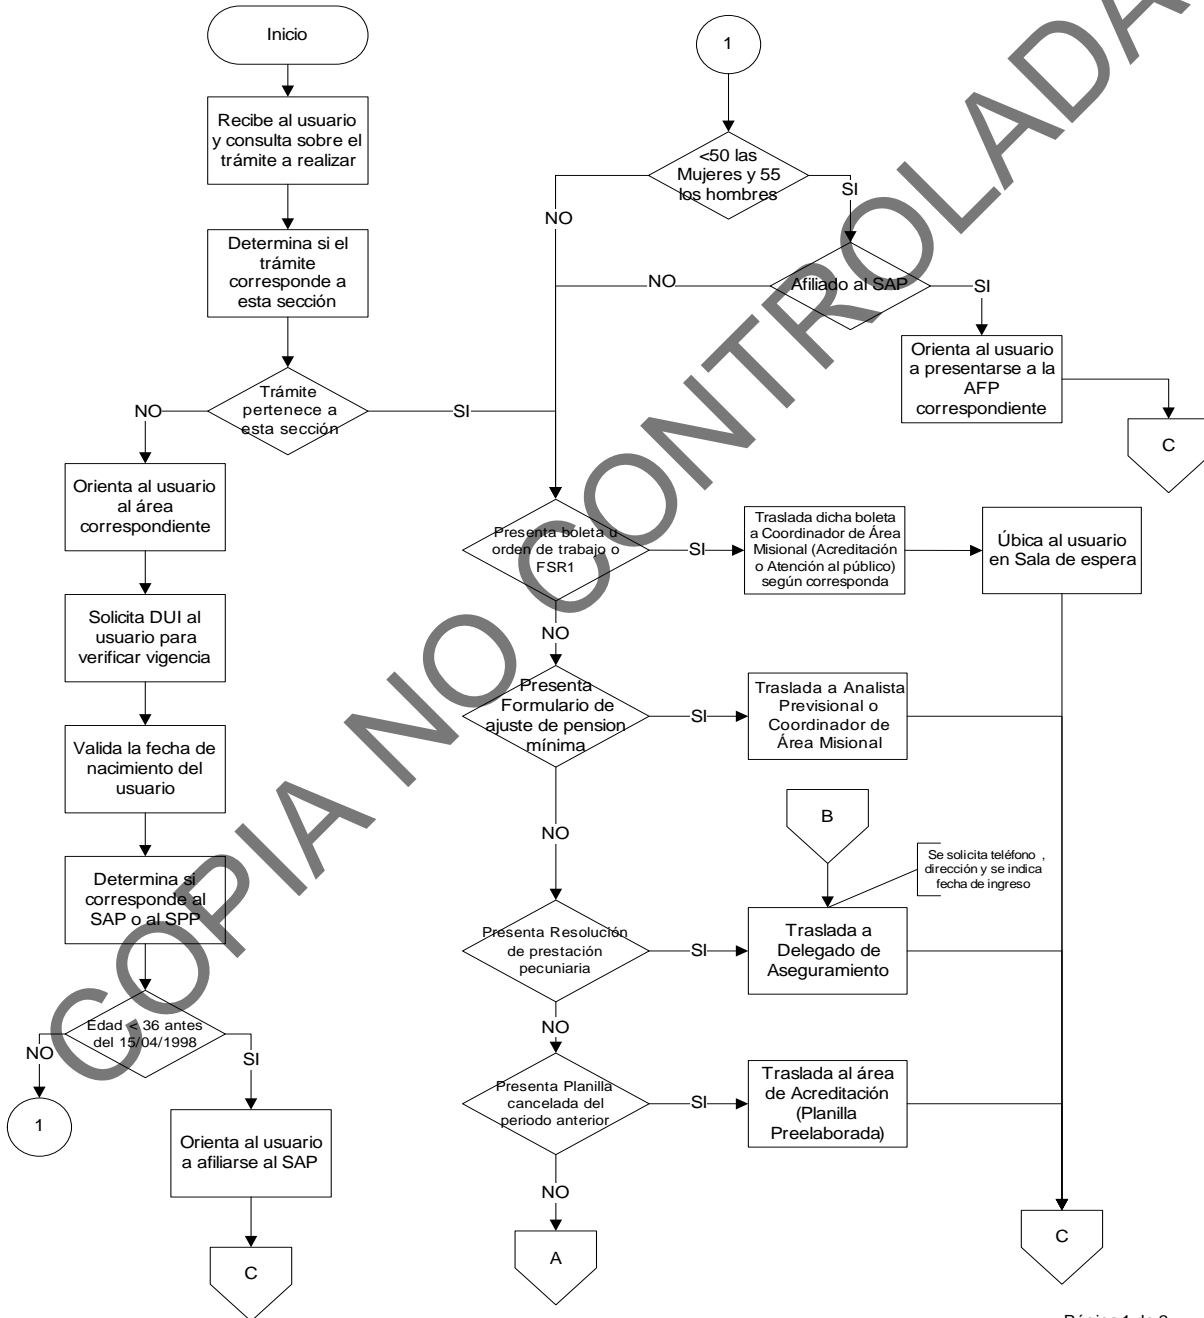 Inicio
Recibe al usuario
y consulta sobre el
trámite a realizar
Determina si el
trámite
corresponde a
esta sección
Trámite
pertenece a
esta sección
NO
SI
Orienta al usuario
al área
correspondiente
Solicita DUI al
usuario para
verificar vigencia
Valida la fecha de
nacimiento del
usuario
Determina si
corresponde al
SAP o al SPP
Edad < 36 antes
del 15/04/1998
NO
SI
1
Orienta al usuario
a afiliarse al SAP
C
1
<50 las
Mujeres y 55
los hombres
NO
SI
Afiliado al SAP
NO
SI
Orienta al usuario
a presentarse a la
AFP
correspondiente
C
Presenta boleta u
orden de trabajo o
FSR1
SI
Traslada dicha boleta
a Coordinador de Área
Misional (Acreditación
o Atención al público)
según corresponda
Úbica al usuario
en Sala de espera
NO
Presenta
Formulario de
ajuste de pension
mínima
SI
Traslada a Analista
Previsional o
Coordinador de
Área Misional
NO
B
Se solicita teléfono ,
dirección y se indica
fecha de ingreso
Presenta Resolución
de prestación
pecuniaria
SI
Traslada a
Delegado de
Aseguramiento
NO
Presenta Planilla
cancelada del
periodo anterior
SI
Traslada al área
de Acreditación
(Planilla
Preelaborada)
NO
A
C
COPIA NO CONTROLADA